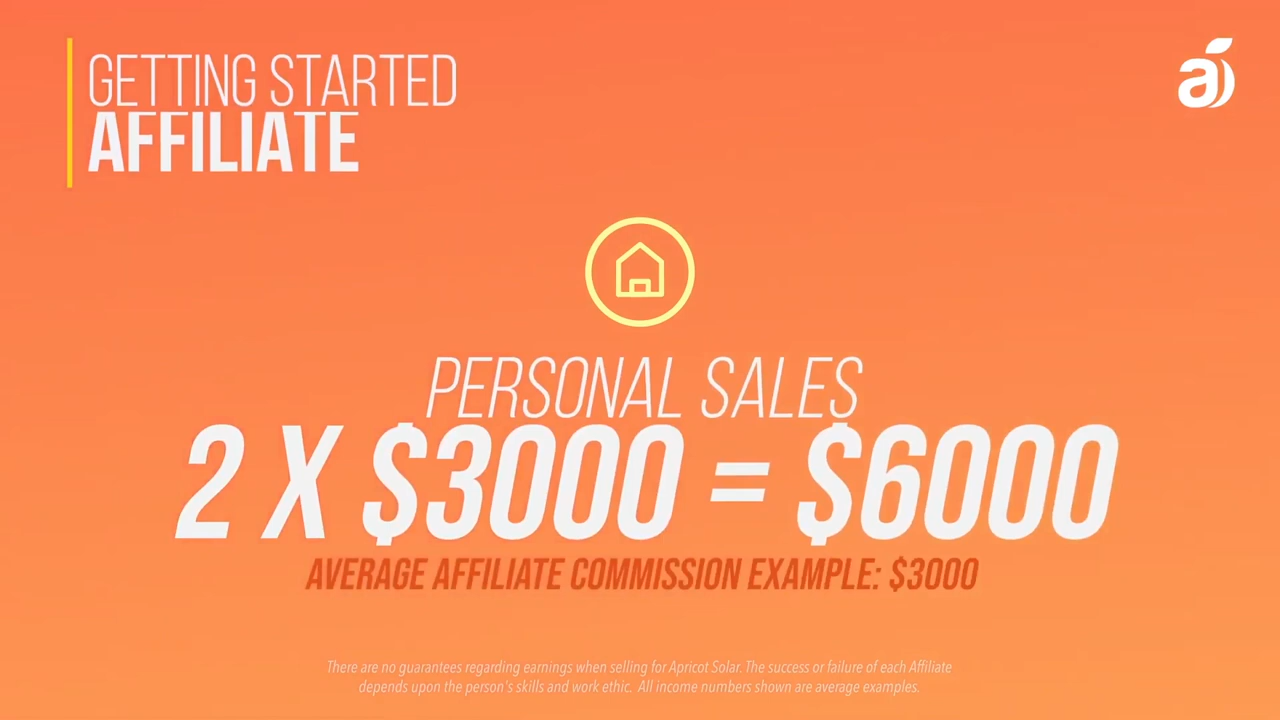 GETTING STARTED
AFFILIATE
a
PERSONAL SALES
2 X $3000 = $6000
AVERAGE AFFILIATE COMMISSION EXAMPLE: $3000
There are no guarantees regarding earnings when selling for Apricot Solar. The success or failure of each Affiliate
depends upon the person's skills and work ethic. All income numbers shown are average examples.